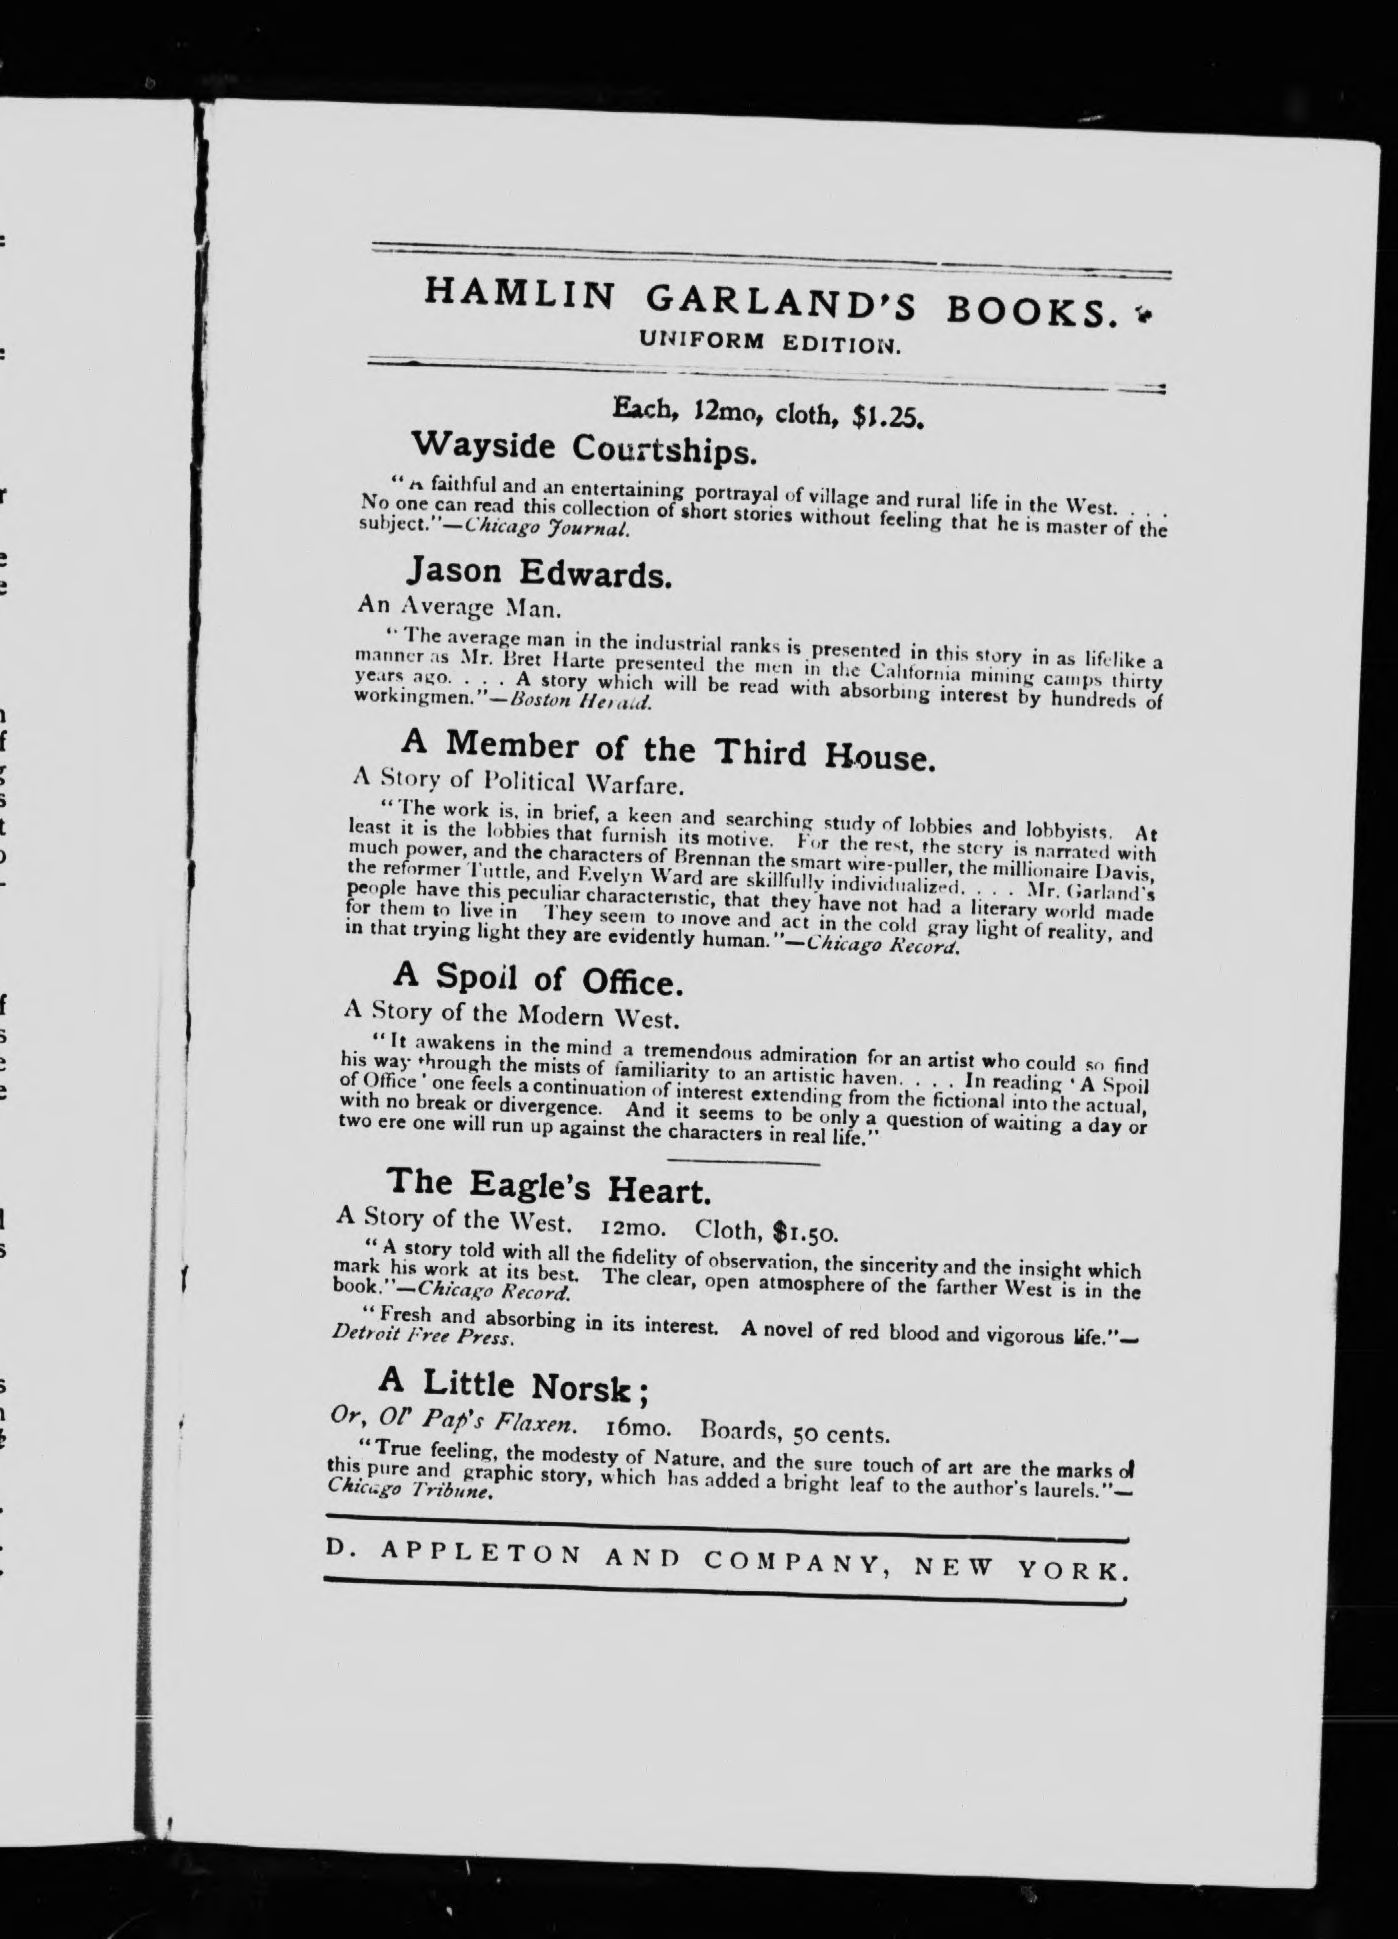 HAMLIN GARLAND'S BOOKS.
UNIFORM EDITION.
Each, 12mo, cloth, $1.25.
Wayside Courtships.
"A faithful and an entertaining portrayal of village and rural life in the West. . . .
No one can read this collection of short stories without feeling that he is master of the
subject."—Chicago Journal.
Jason Edwards.
An Average Man.
"The average man in the industrial ranks is presented in this story in as lifelike a
manner as Mr. Bret Harte presented the men in the California mining camps thirty
years ago. . . . A story which will be read with absorbing interest by hundreds of
workingmen."—Boston Herald.
A Member of the Third House.
A Story of Political Warfare.
"The work is, in brief, a keen and searching study of lobbies and lobbyists. At
least it is the lobbies that furnish its motive. For the rest, the story is narrated with
much power, and the characters of Brennan the smart wire-puller, the millionaire Davis,
the reformer Tuttle, and Evelyn Ward are skillfully individualized. . . . Mr. Garland's
people have this peculiar characteristic, that they have not had a literary world made
for them to live in They seem to move and act in the cold gray light of reality, and
in that trying light they are evidently human."—Chicago Record.
A Spoil of Office.
A Story of the Modern West.
"It awakens in the mind a tremendous admiration for an artist who could so find
his way through the mists of familiarity to an artistic haven. . . . In reading 'A Spoil
of Office' one feels a continuation of interest extending from the fictional into the actual,
with no break or divergence. And it seems to be only a question of waiting a day or
two ere one will run up against the characters in real life."
The Eagle's Heart.
A Story of the West. 12mo. Cloth, $1.50.
"A story told with all the fidelity of observation, the sincerity and the insight which
mark his work at its best. The clear, open atmosphere of the farther West is in the
book."—Chicago Record.
"Fresh and absorbing in its interest. A novel of red blood and vigorous life."—
Detroit Free Press.
A Little Norsk;
Or, Ol' Pap's Flaxen. 16mo. Boards, 50 cents.
"True feeling, the modesty of Nature, and the sure touch of art are the marks of
this pure and graphic story, which has added a bright leaf to the author's laurels."—
Chicago Tribune.
D. APPLETON AND COMPANY, NEW YORK.